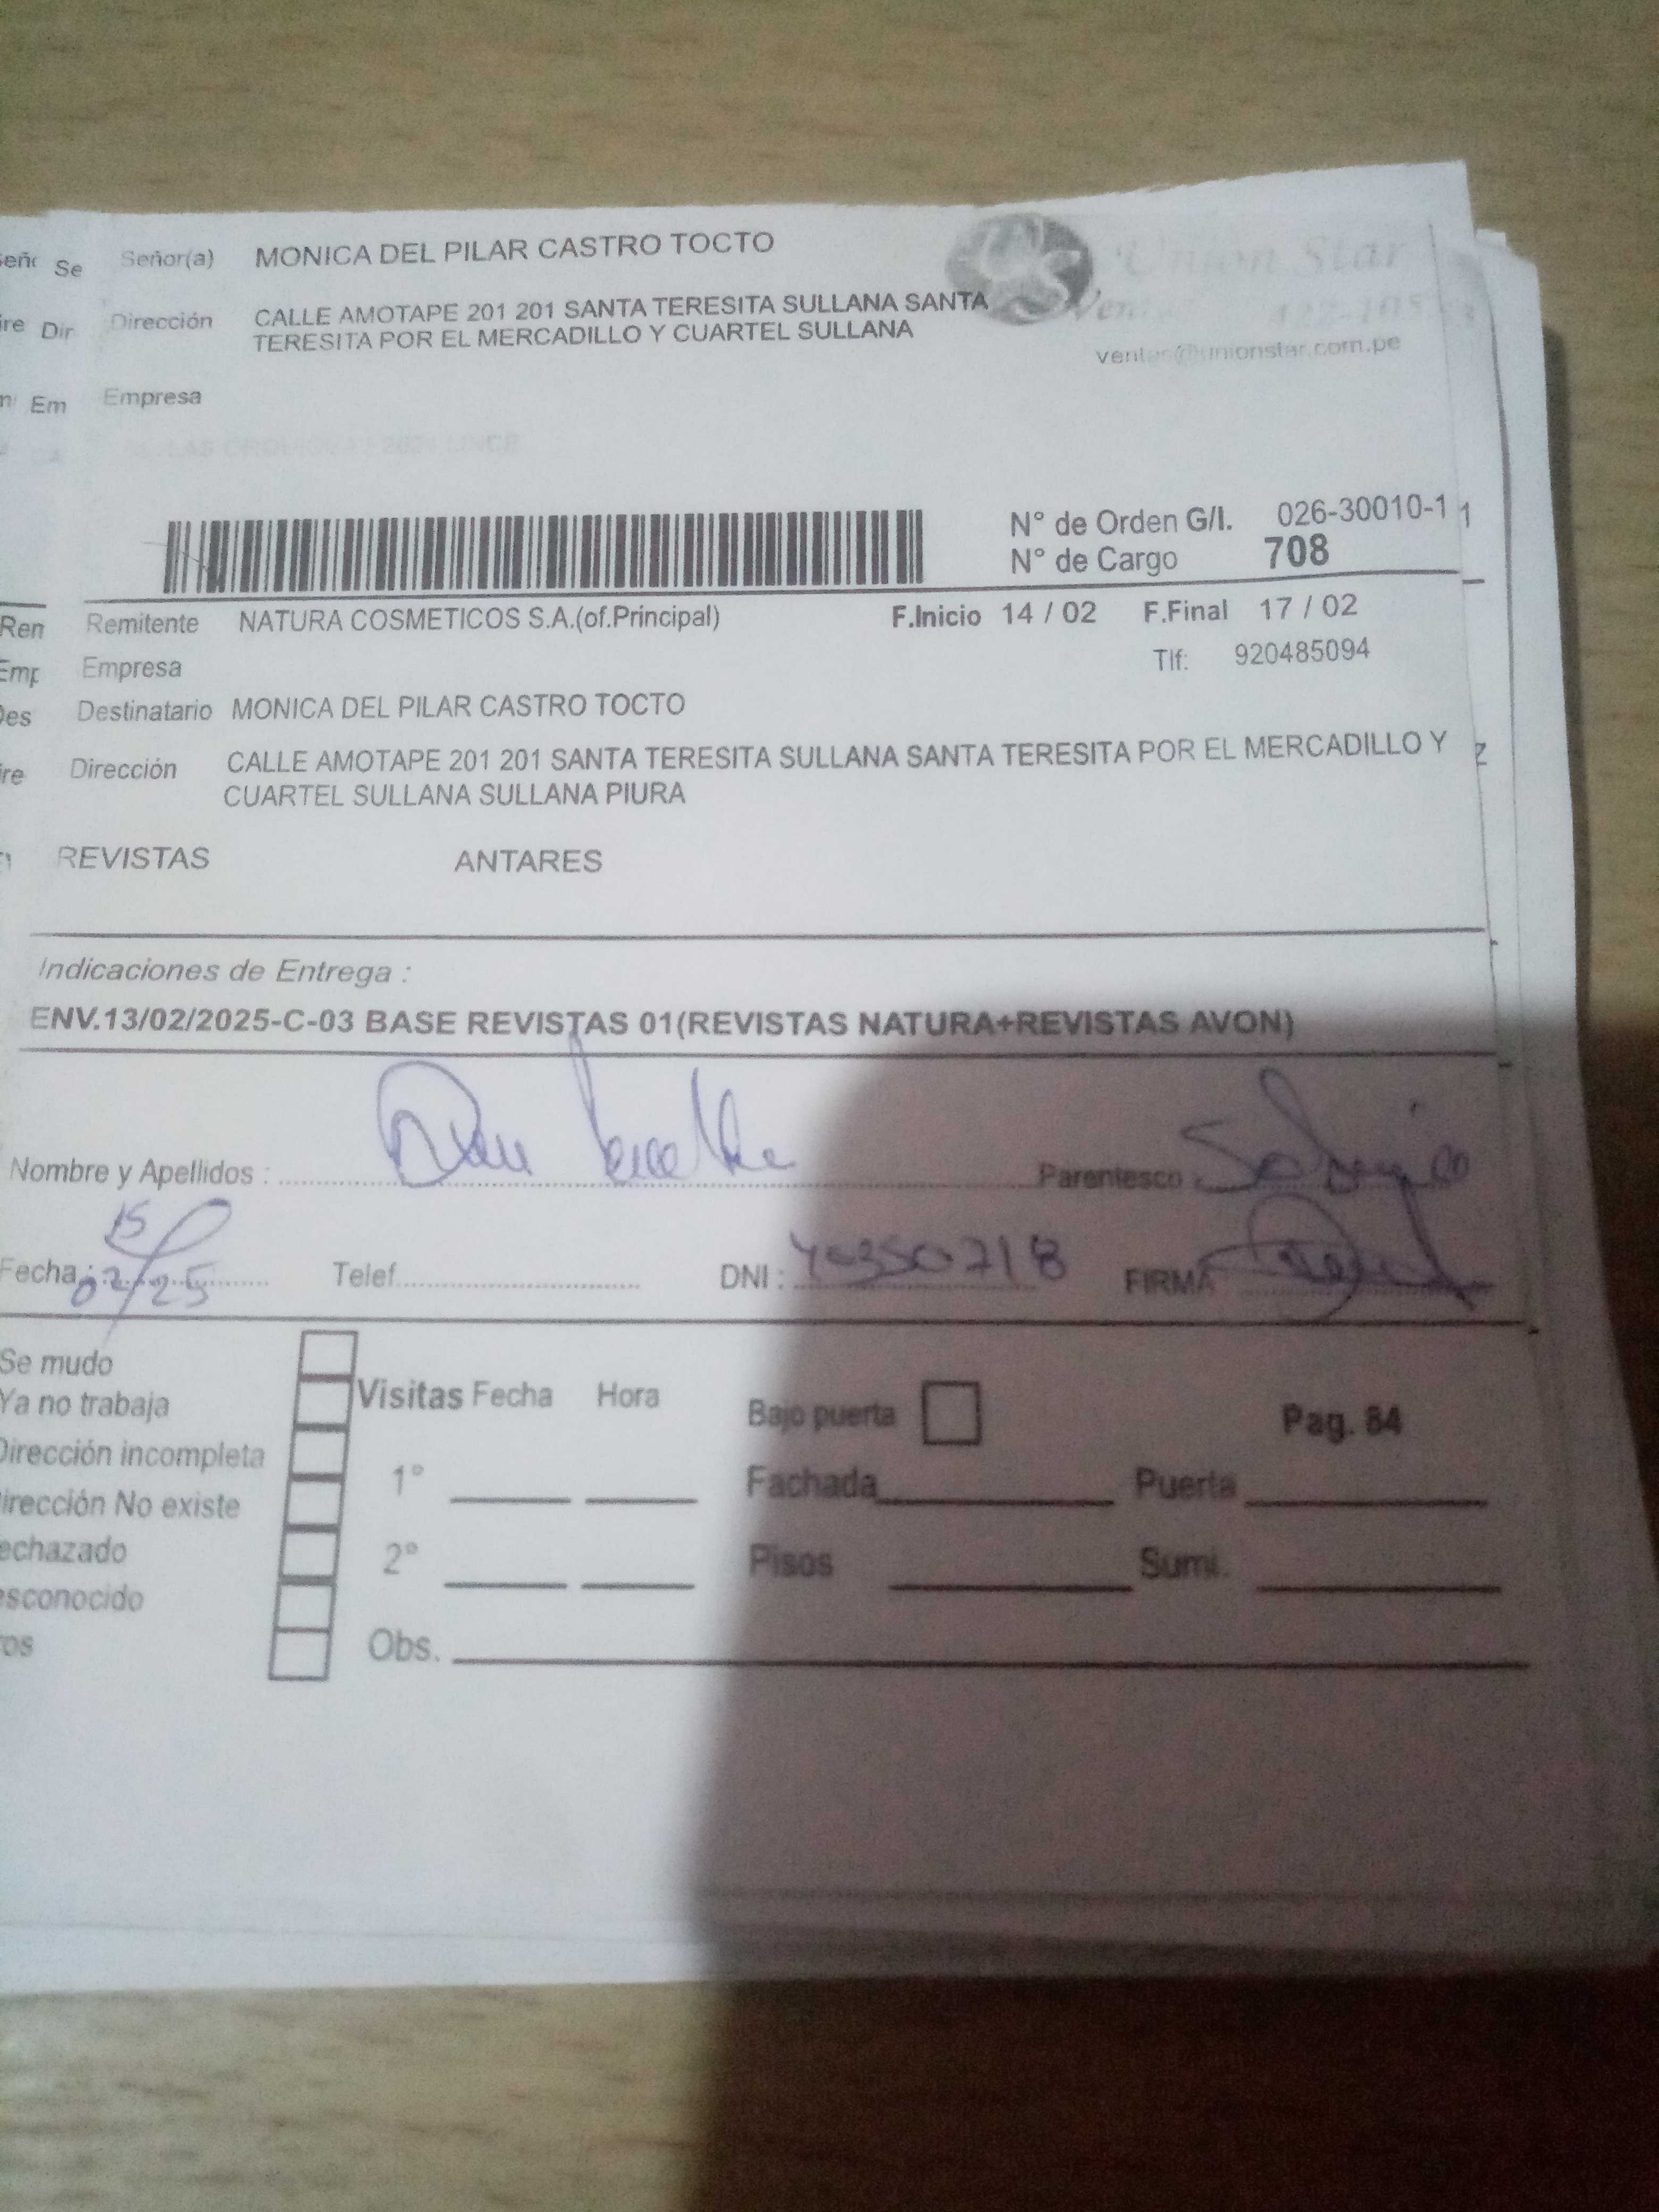 Señor(a) MONICA DEL PILAR CASTRO TOCTO
Union Star
Dirección CALLE AMOTAPE 201 201 SANTA TERESITA SULLANA SANTA
TERESITA POR EL MERCADILLO Y CUARTEL SULLANA
ventas@unionstar.com.pe
Empresa
N° de Orden G/I. 026-30010-1
N° de Cargo 708
Remitente NATURA COSMETICOS S.A.(of.Principal) F.Inicio 14 / 02 F.Final 17 / 02
Empresa Tlf: 920485094
Destinatario MONICA DEL PILAR CASTRO TOCTO
Dirección CALLE AMOTAPE 201 201 SANTA TERESITA SULLANA SANTA TERESITA POR EL MERCADILLO Y
CUARTEL SULLANA SULLANA PIURA
REVISTAS ANTARES
Indicaciones de Entrega :
ENV.13/02/2025-C-03 BASE REVISTAS 01(REVISTAS NATURA+REVISTAS AVON)
Nombre y Apellidos : Parentesco :
Fecha : 15/02/25 Telef. DNI : FIRMA
Se mudo
Ya no trabaja Visitas Fecha Hora Bajo puerta Pag. 84
Dirección incompleta 1° Fachada Puerta
irección No existe
echazado 2° Pisos Sumi.
esconocido
ros Obs.